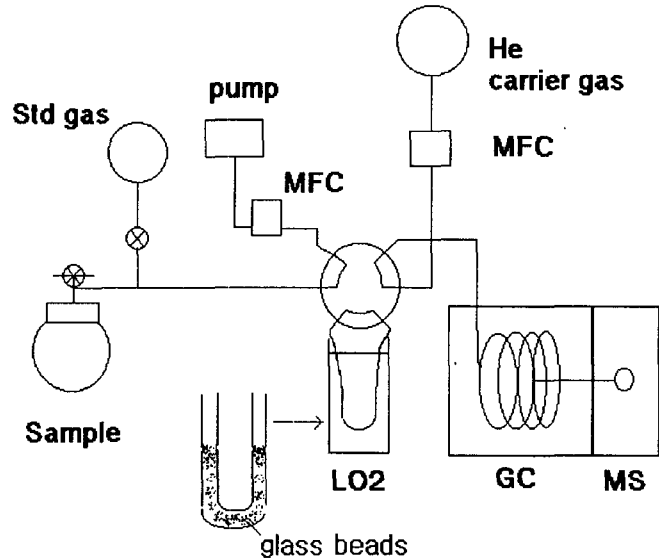 He
carrier gas
pump
Std gas
MFC
MFC
Sample
LO2
GC
MS
glass beads